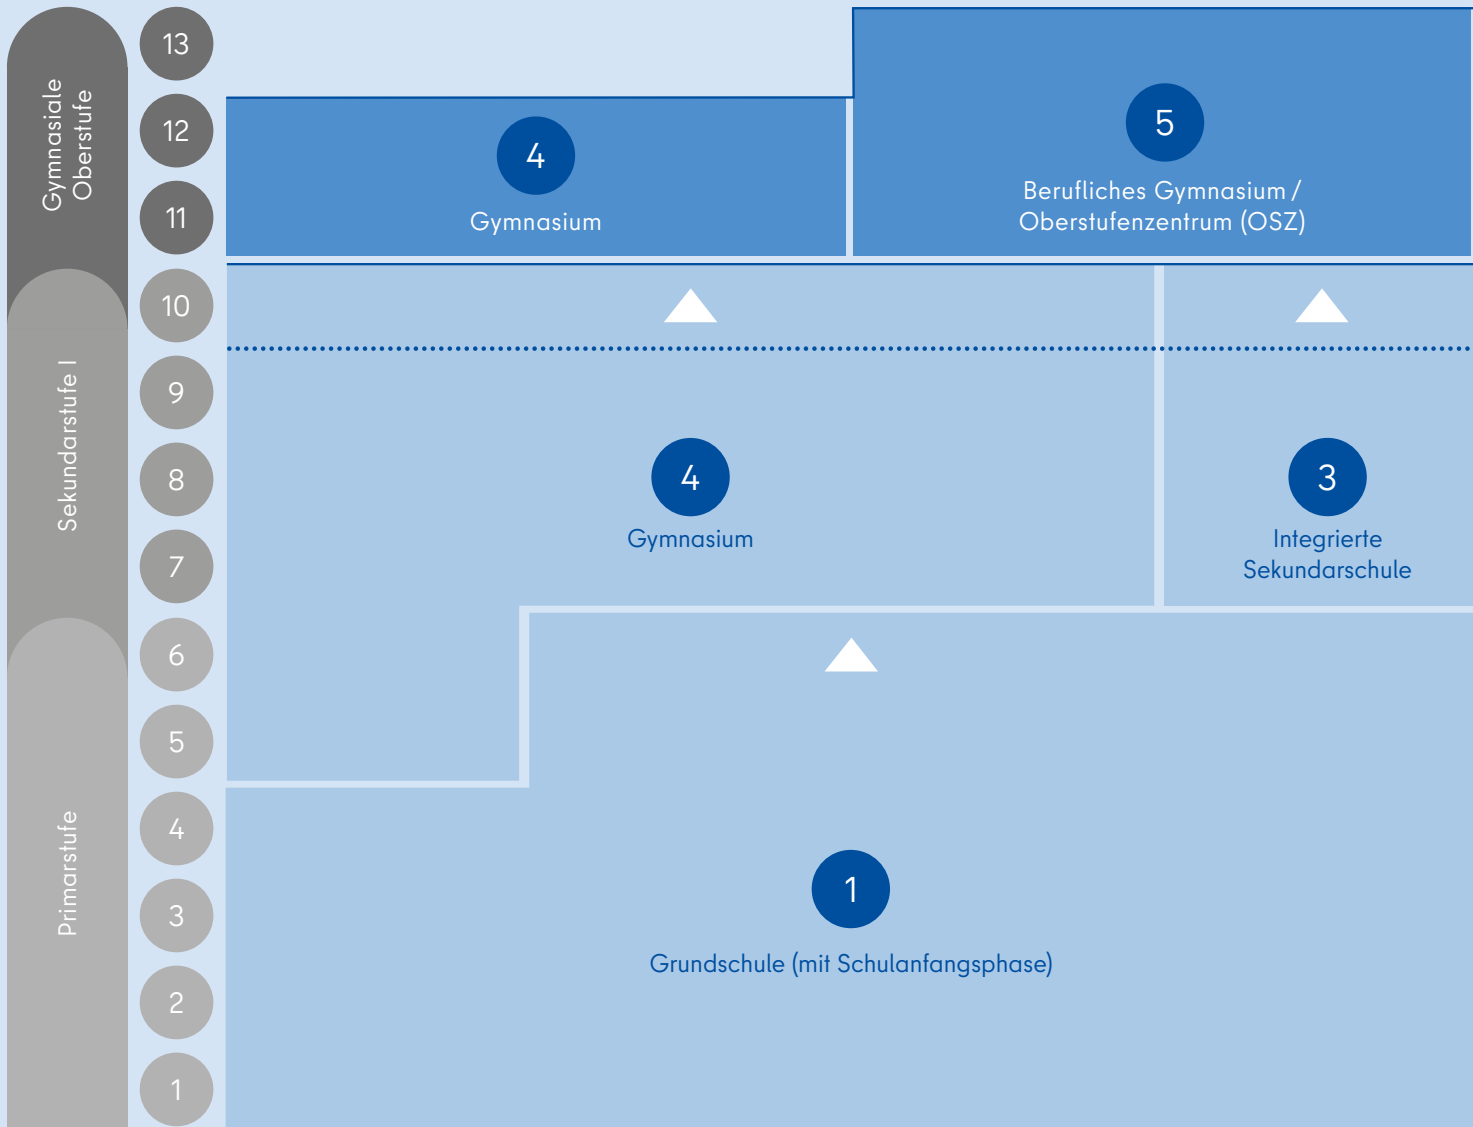 Gymnasiale
Oberstufe
Sekundarstufe I
Primarstufe
13
12
11
10
9
8
7
6
5
4
3
2
1
4
Gymnasium
5
Berufliches Gymnasium /
Oberstufenzentrum (OSZ)
4
Gymnasium
3
Integrierte
Sekundarschule
1
Grundschule (mit Schulanfangsphase)